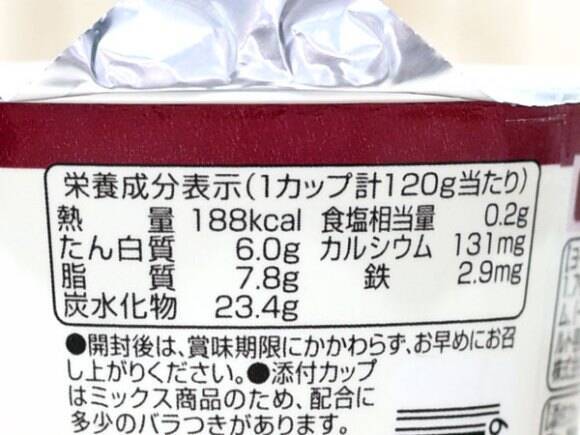 栄養成分表示(1カップ計120g当たり)
熱量 188kcal 食塩相当量 0.2g
たん白質 6.0g カルシウム 131mg
脂質 7.8g 鉄 2.9mg
炭水化物 23.4g
●開封後は、賞味期限にかかわらず、お早めにお召
し上がりください。●添付カップ
はミックス商品のため、配合に
多少のバラつきがあります。